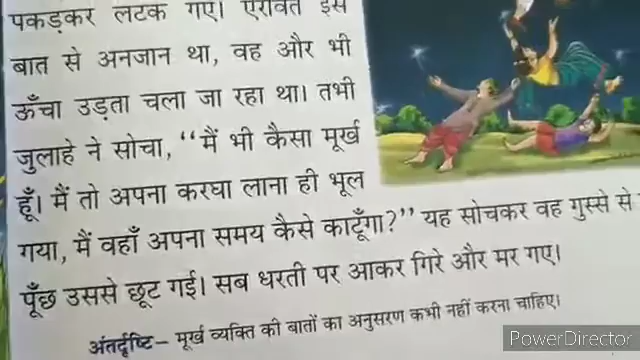 पकड़कर लटक गए। ऐरावत इस
बात से अनजान था, वह और भी
ऊँचा उड़ता चला जा रहा था। तभी
जुलाहे ने सोचा, “मैं भी कैसा मूर्ख
हूँ। मैं तो अपना करघा लाना ही भूल
गया, मैं वहाँ अपना समय कैसे काटूँगा?” यह सोचकर वह गुस्से से
पूँछ उससे छूट गई। सब धरती पर आकर गिरे और मर गए।
अंतर्दृष्टि– मूर्ख व्यक्ति की बातों का अनुसरण कभी नहीं करना चाहिए।
PowerDirector